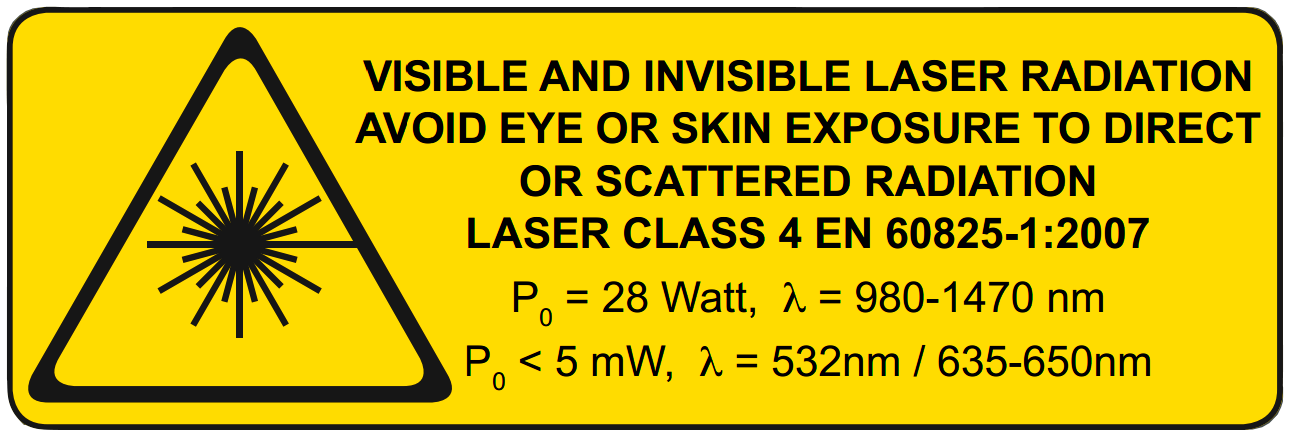 VISIBLE AND INVISIBLE LASER RADIATION
AVOID EYE OR SKIN EXPOSURE TO DIRECT
OR SCATTERED RADIATION
LASER CLASS 4 EN 60825-1:2007
P₀ = 28 Watt, λ = 980-1470 nm
P₀ < 5 mW, λ = 532nm / 635-650nm